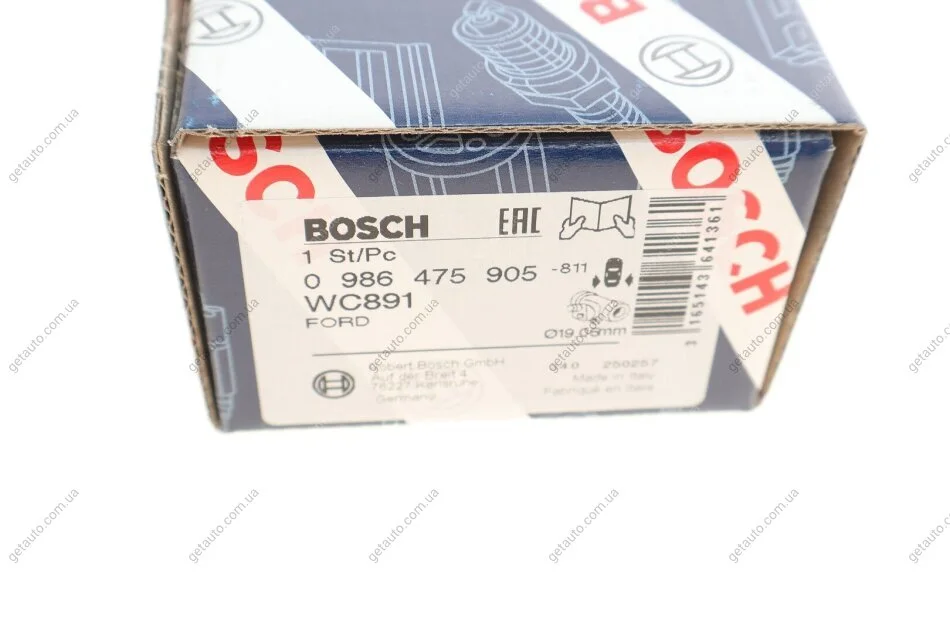 BOSCH
BOSCH
BOSCH EAC
1 St/Pc
0 986 475 905 -811
WC891
FORD
Ø19,05mm
3 165143 641361
Robert Bosch GmbH
Auf der Breit 4
76227 Karlsruhe
Germany
250257
Made in Italy
Fabriqué en Italie
getauto.com.ua